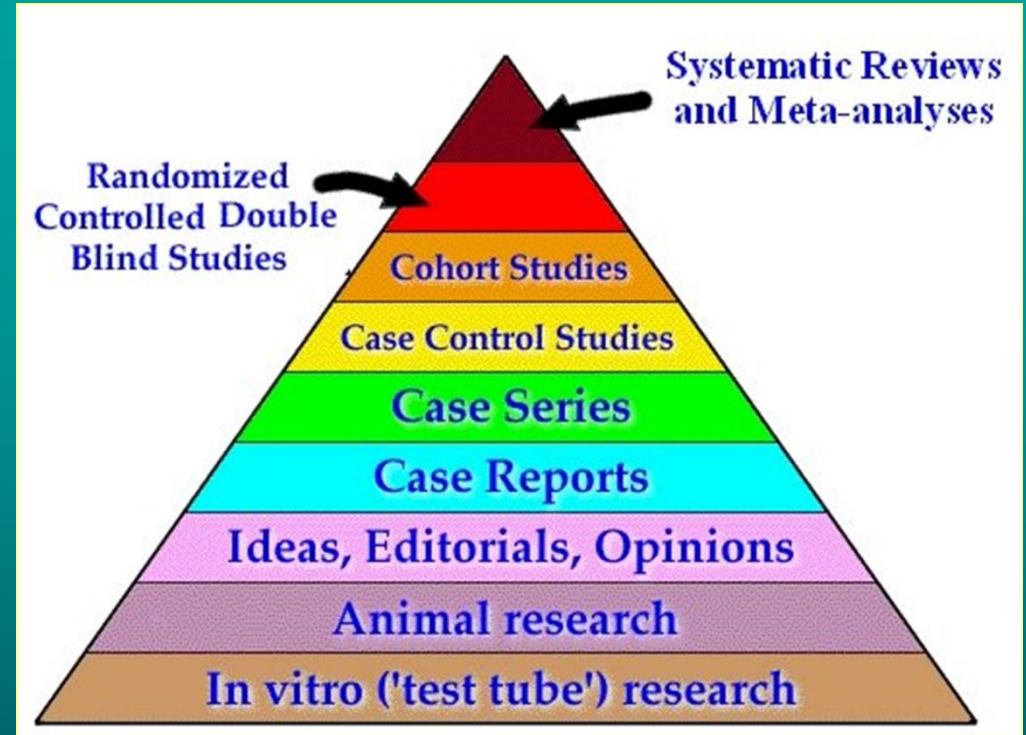 Systematic Reviews
and Meta-analyses
Randomized
Controlled Double
Blind Studies
Cohort Studies
Case Control Studies
Case Series
Case Reports
Ideas, Editorials, Opinions
Animal research
In vitro ('test tube') research